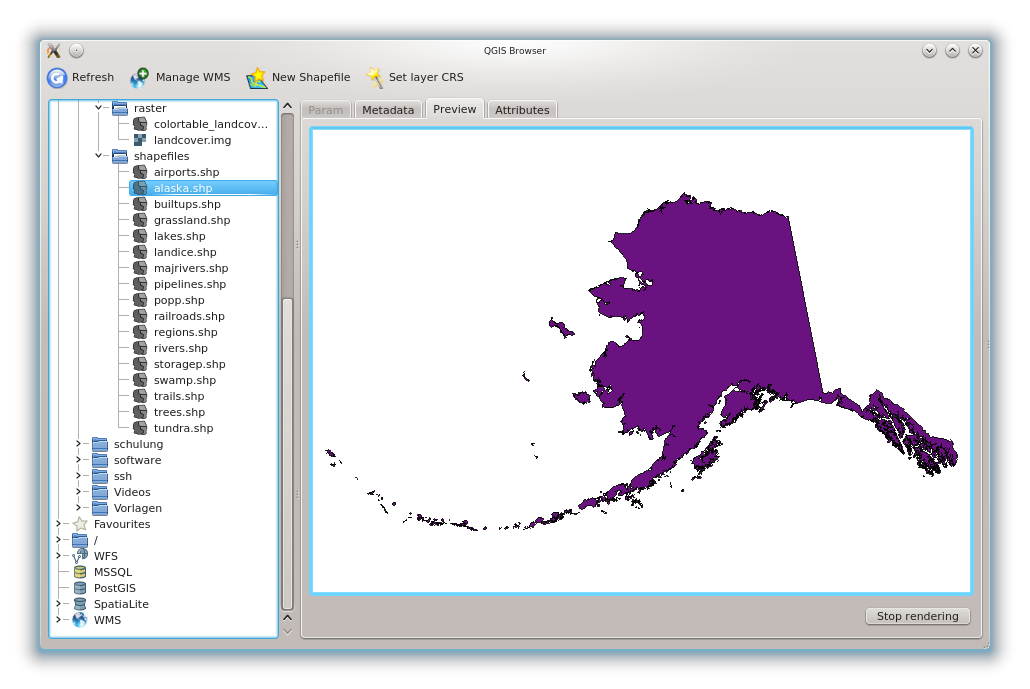 QGIS Browser
Refresh Manage WMS New Shapefile Set layer CRS
Param Metadata Preview Attributes
raster
colortable_landcov...
landcover.img
shapefiles
airports.shp
alaska.shp
builtups.shp
grassland.shp
lakes.shp
landice.shp
majrivers.shp
pipelines.shp
popp.shp
railroads.shp
regions.shp
rivers.shp
storagep.shp
swamp.shp
trails.shp
trees.shp
tundra.shp
schulung
software
ssh
Videos
Vorlagen
Favourites
/
WFS
MSSQL
PostGIS
SpatiaLite
WMS
Stop rendering